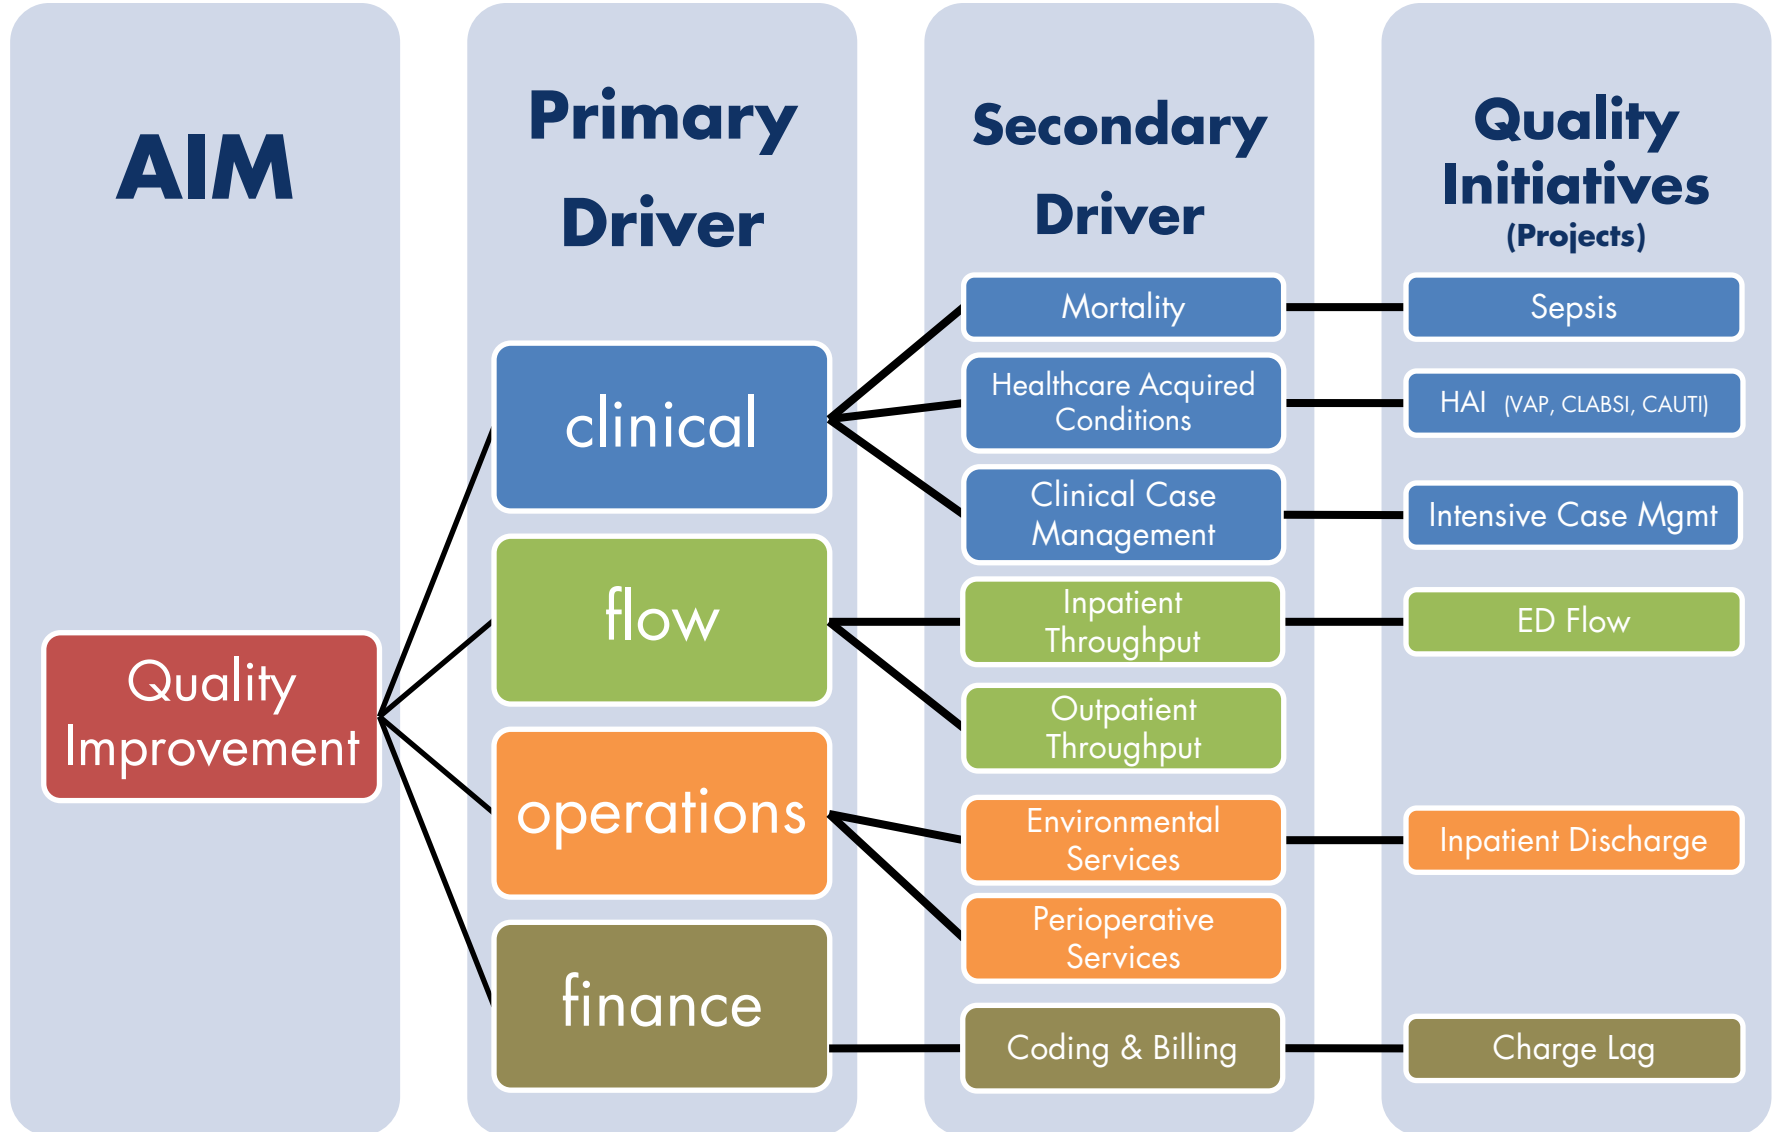 AIM
Quality
Improvement
Primary
Driver
clinical
flow
operations
finance
Secondary
Driver
Mortality
Healthcare Acquired
Conditions
Clinical Case
Management
Inpatient
Throughput
Outpatient
Throughput
Environmental
Services
Perioperative
Services
Coding & Billing
Quality
Initiatives
(Projects)
Sepsis
HAI (VAP, CLABSI, CAUTI)
Intensive Case Mgmt
ED Flow
Inpatient Discharge
Charge Lag